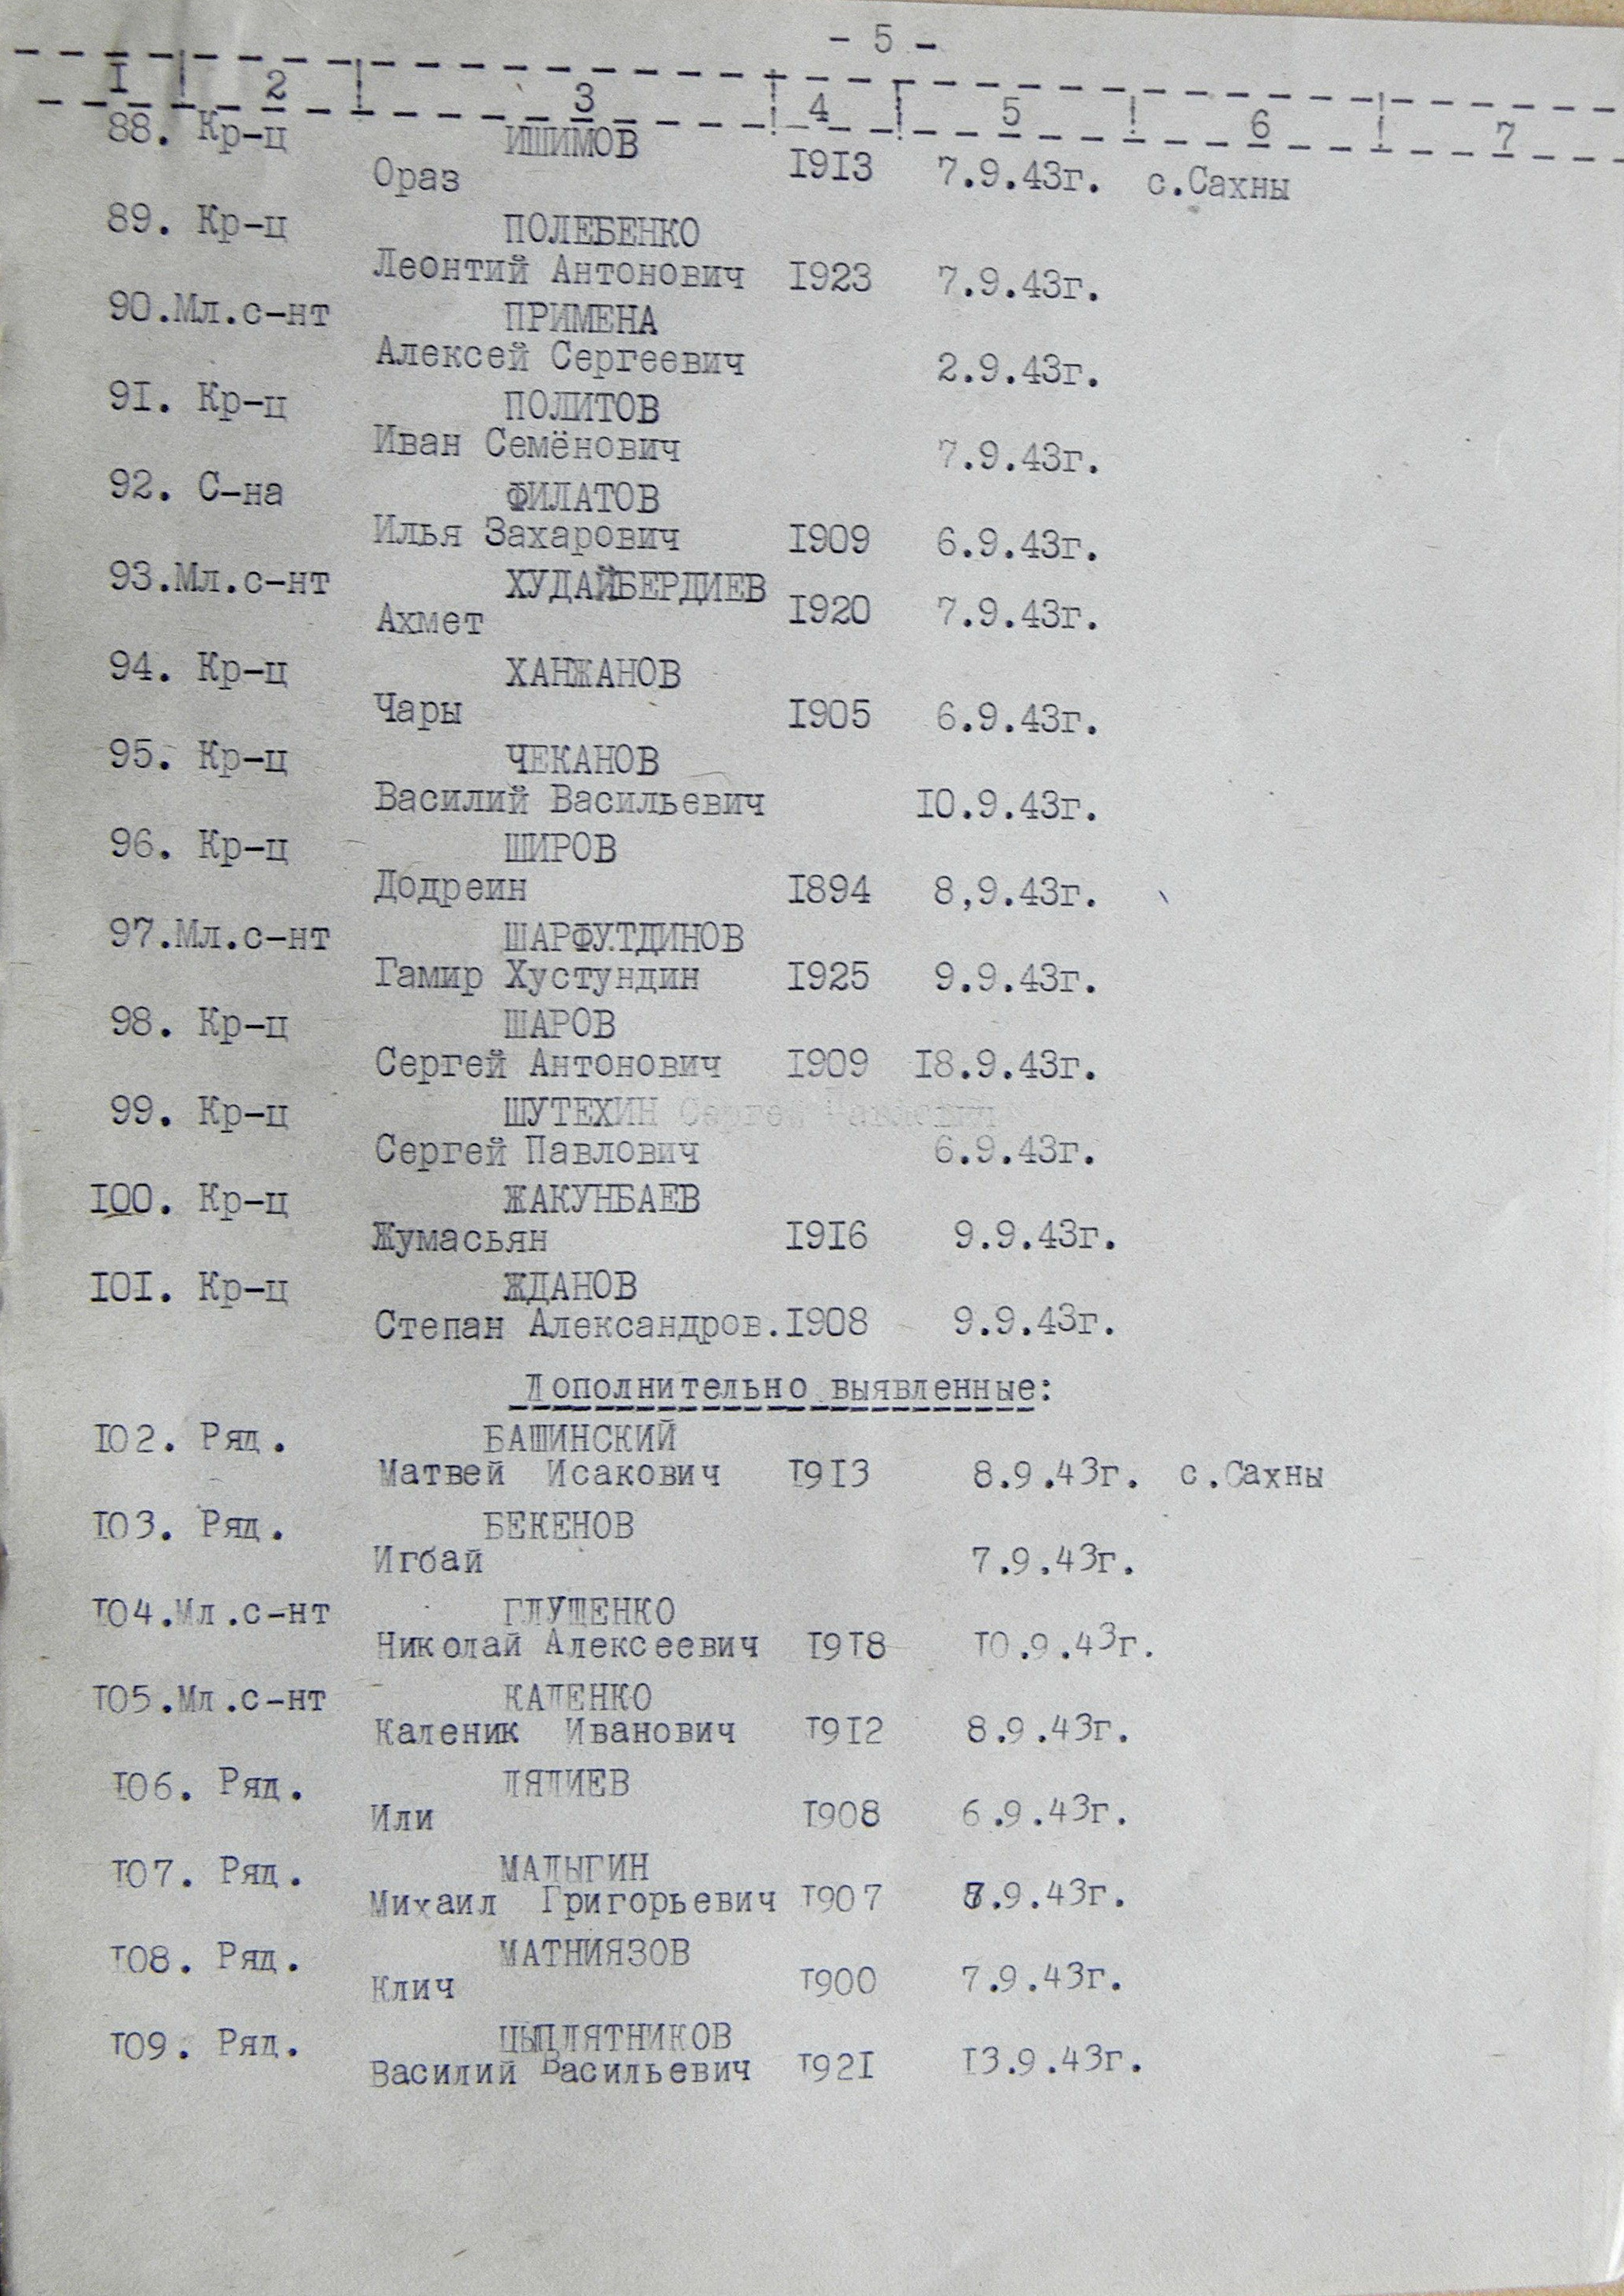 - 5 -
I 2 3 4 5 6 7
88. Кр-ц ИШИМОВ
Ораз I9I3 7.9.43г. с.Сахны
89. Кр-ц ПОЛЕБЕНКО
Леонтий Антонович I923 7.9.43г.
90.Мл.с-нт ПРИМЕНА
Алексей Сергеевич 2.9.43г.
9I. Кр-ц ПОЛИТОВ
Иван Семёнович 7.9.43г.
92. С-на ФИЛАТОВ
Илья Захарович I909 6.9.43г.
93.Мл.с-нт ХУДАЙБЕРДИЕВ
Ахмет I920 7.9.43г.
94. Кр-ц ХАНЖАНОВ
Чары I905 6.9.43г.
95. Кр-ц ЧЕКАНОВ
Василий Васильевич I0.9.43г.
96. Кр-ц ШИРОВ
Додреин I894 8,9.43г.
97.Мл.с-нт ШАРФУТДИНОВ
Гамир Хустундин I925 9.9.43г.
98. Кр-ц ШАРОВ
Сергей Антонович I909 I8.9.43г.
99. Кр-ц ШУТЕХИН
Сергей Павлович 6.9.43г.
I00. Кр-ц ЖАКУНБАЕВ
Жумасьян I9I6 9.9.43г.
I0I. Кр-ц ЖДАНОВ
Степан Александров.I908 9.9.43г.
Дополнительно выявленные:
I02. Ряд. БАШИНСКИЙ
Матвей Исакович I9I3 8.9.43г. с.Сахны
I03. Ряд. БЕКЕНОВ
Игбай 7.9.43г.
I04.Мл.с-нт ГЛУЩЕНКО
Николай Алексеевич I9I8 I0.9.43г.
I05.Мл.с-нт КАЛЕНКО
Каленик Иванович I9I2 8.9.43г.
I06. Ряд. ЛЯЛИЕВ
Или I908 6.9.43г.
I07. Ряд. МАЛЫГИН
Михаил Григорьевич I907 8.9.43г.
I08. Ряд. МАТНИЯЗОВ
Клич I900 7.9.43г.
I09. Ряд. ЦЫПЛЯТНИКОВ
Василий Васильевич I92I I3.9.43г.